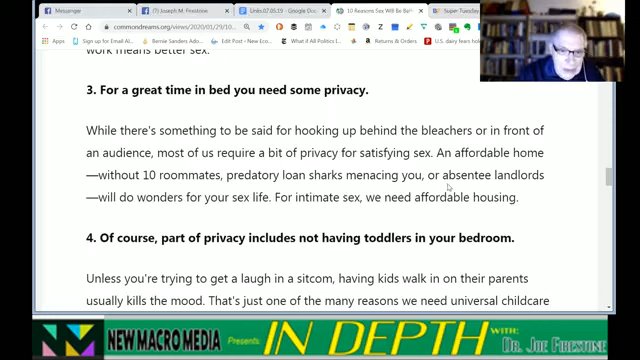 Messenger
Joseph M. Firestone
Units.07.05.19 - Google Doc
10 Reasons Sex Will Be Bet
Super Tuesday
commondreams.org/views/2020/01/29/10
Apps
Sign up for Email Al
Bernie Sanders Ado
Edit Post ‹ New Eco
What If All Politics I
U.S. dairy fears
work means better sex.
3. For a great time in bed you need some privacy.
While there's something to be said for hooking up behind the bleachers or in front of
an audience, most of us require a bit of privacy for satisfying sex. An affordable home
—without 10 roommates, predatory loan sharks menacing you, or absentee landlords
—will do wonders for your sex life. For intimate sex, we need affordable housing.
4. Of course, part of privacy includes not having toddlers in your bedroom.
Unless you're trying to get a laugh in a sitcom, having kids walk in on their parents
usually kills the mood. That's just one of the many reasons we need universal childcare
NEW MACRO MEDIA Presents: IN DEPTH WITH: DR. JOE FIRESTONE